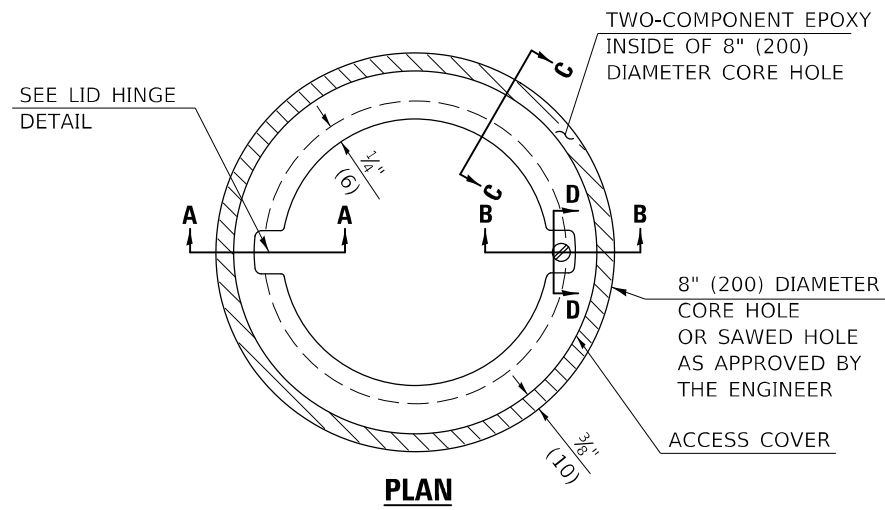 TWO-COMPONENT EPOXY
INSIDE OF 8" (200)
DIAMETER CORE HOLE
SEE LID HINGE
DETAIL
C
C
1/4"
(6)
A
A
B
B
D
D
8" (200) DIAMETER
CORE HOLE
OR SAWED HOLE
AS APPROVED BY
THE ENGINEER
ACCESS COVER
3/8"
(10)
PLAN